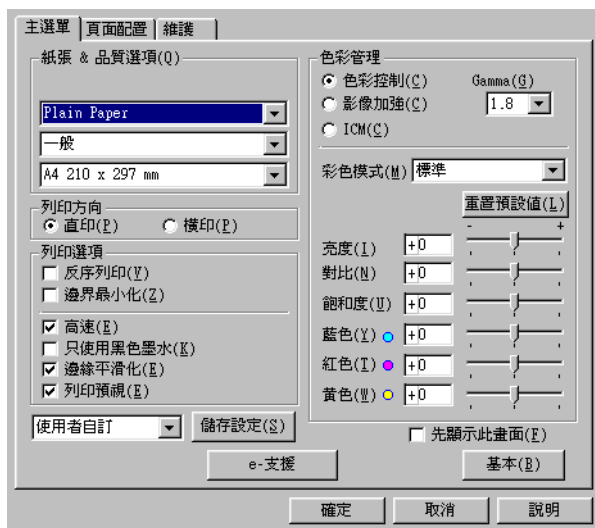 主選單 頁面配置 維護
紙張 & 品質選項(Q)
Plain Paper
一般
A4 210 x 297 mm
列印方向
直印(P) 橫印(P)
列印選項
反序列印(V)
邊界最小化(Z)
高速(E)
只使用黑色墨水(K)
邊緣平滑化(E)
列印預視(E)
使用者自訂 儲存設定(S)
e-支援
色彩管理
色彩控制(C) Gamma(G)
影像加強(C) 1.8
ICM(C)
彩色模式(M) 標準
重置預設值(L)
- +
亮度(I) +0
對比(N) +0
飽和度(U) +0
藍色(Y) +0
紅色(T) +0
黃色(W) +0
先顯示此畫面(F)
基本(B)
確定 取消 說明